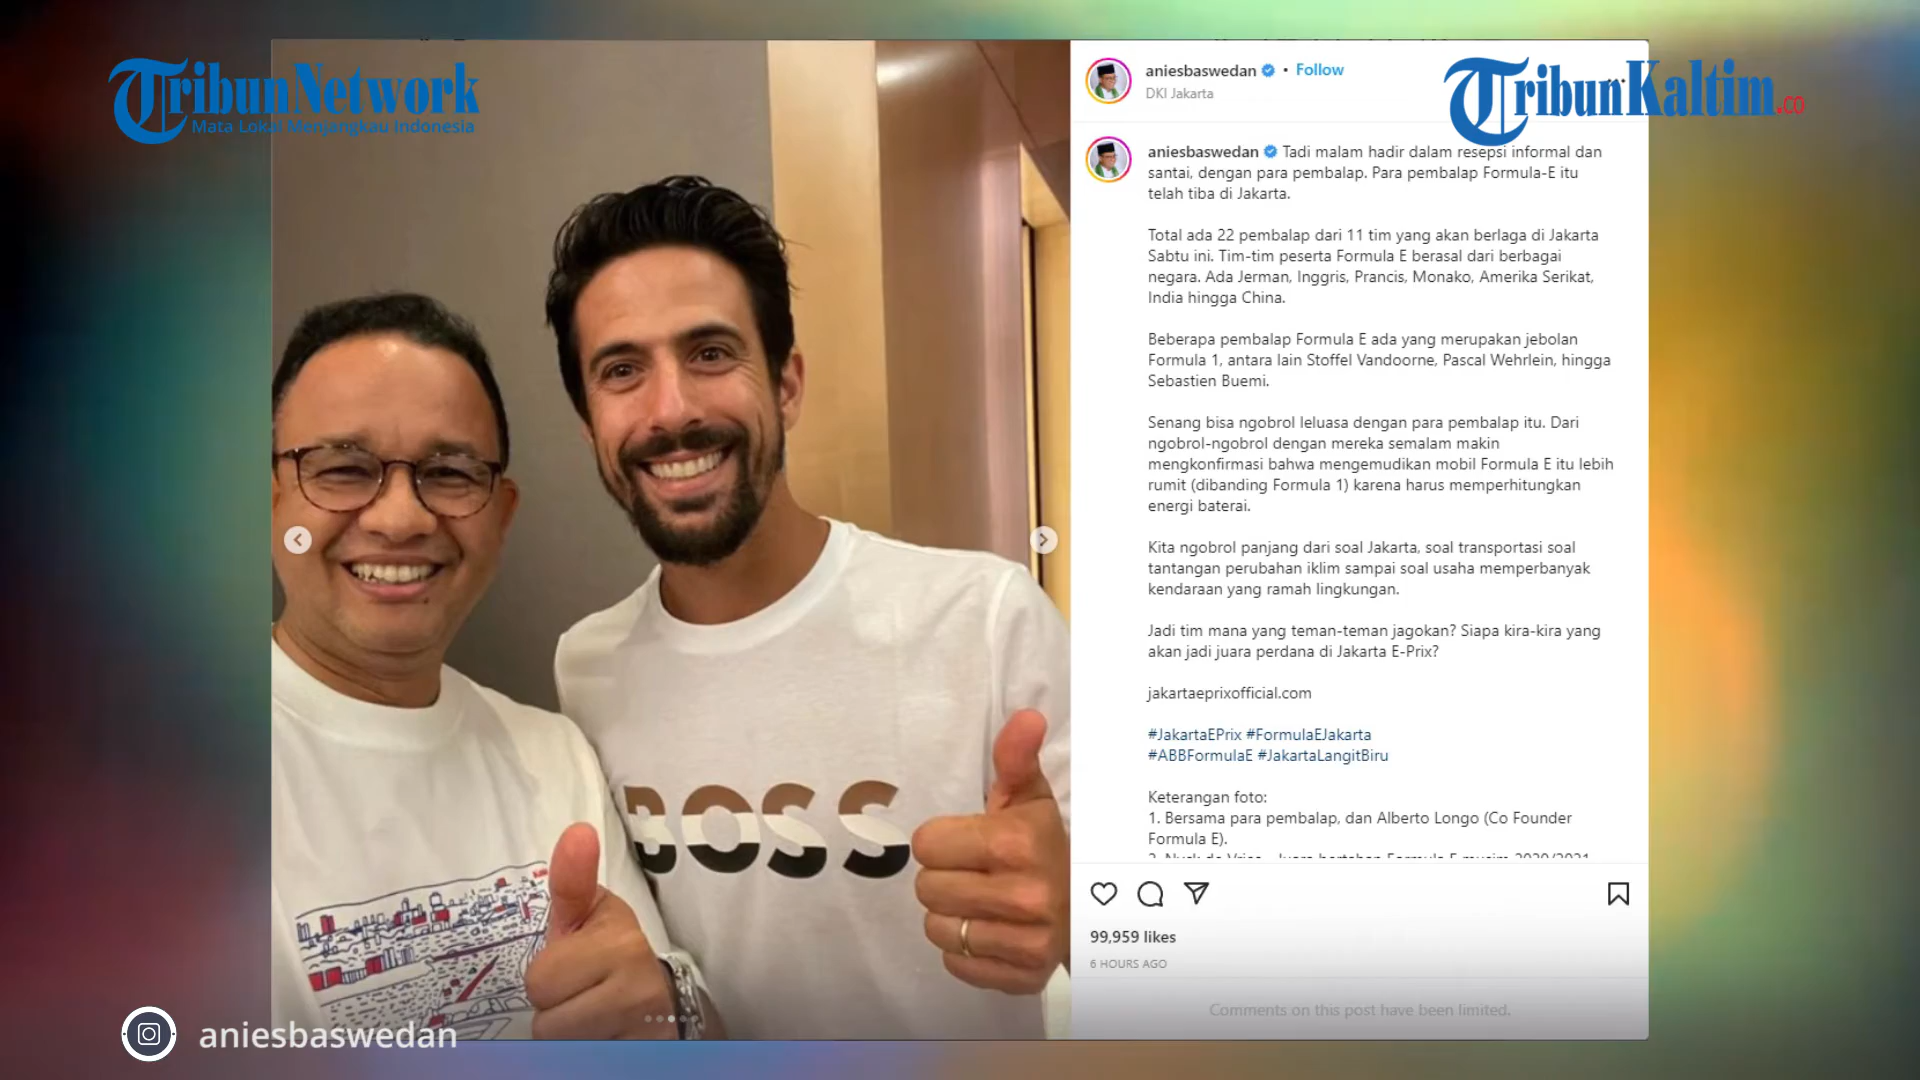 TribunNetwork
Mata Lokal Menjangkau Indonesia
TribunKaltim.co
aniesbaswedan • Follow
DKI Jakarta
aniesbaswedan Tadi malam hadir dalam resepsi informal dan
santai, dengan para pembalap. Para pembalap Formula-E itu
telah tiba di Jakarta.
Total ada 22 pembalap dari 11 tim yang akan berlaga di Jakarta
Sabtu ini. Tim-tim peserta Formula E berasal dari berbagai
negara. Ada Jerman, Inggris, Prancis, Monako, Amerika Serikat,
India hingga China.
Beberapa pembalap Formula E ada yang merupakan jebolan
Formula 1, antara lain Stoffel Vandoorne, Pascal Wehrlein, hingga
Sebastien Buemi.
Senang bisa ngobrol leluasa dengan para pembalap itu. Dari
ngobrol-ngobrol dengan mereka semalam makin
mengkonfirmasi bahwa mengemudikan mobil Formula E itu lebih
rumit (dibanding Formula 1) karena harus memperhitungkan
energi baterai.
Kita ngobrol panjang dari soal Jakarta, soal transportasi soal
tantangan perubahan iklim sampai soal usaha memperbanyak
kendaraan yang ramah lingkungan.
Jadi tim mana yang teman-teman jagokan? Siapa kira-kira yang
akan jadi juara perdana di Jakarta E-Prix?
jakartaeprixofficial.com
#JakartaEPrix #FormulaEJakarta
#ABBFormulaE #JakartaLangitBiru
Keterangan foto:
1. Bersama para pembalap, dan Alberto Longo (Co Founder
Formula E).
BOSS
99,959 likes
6 HOURS AGO
Comments on this post have been limited.
aniesbaswedan